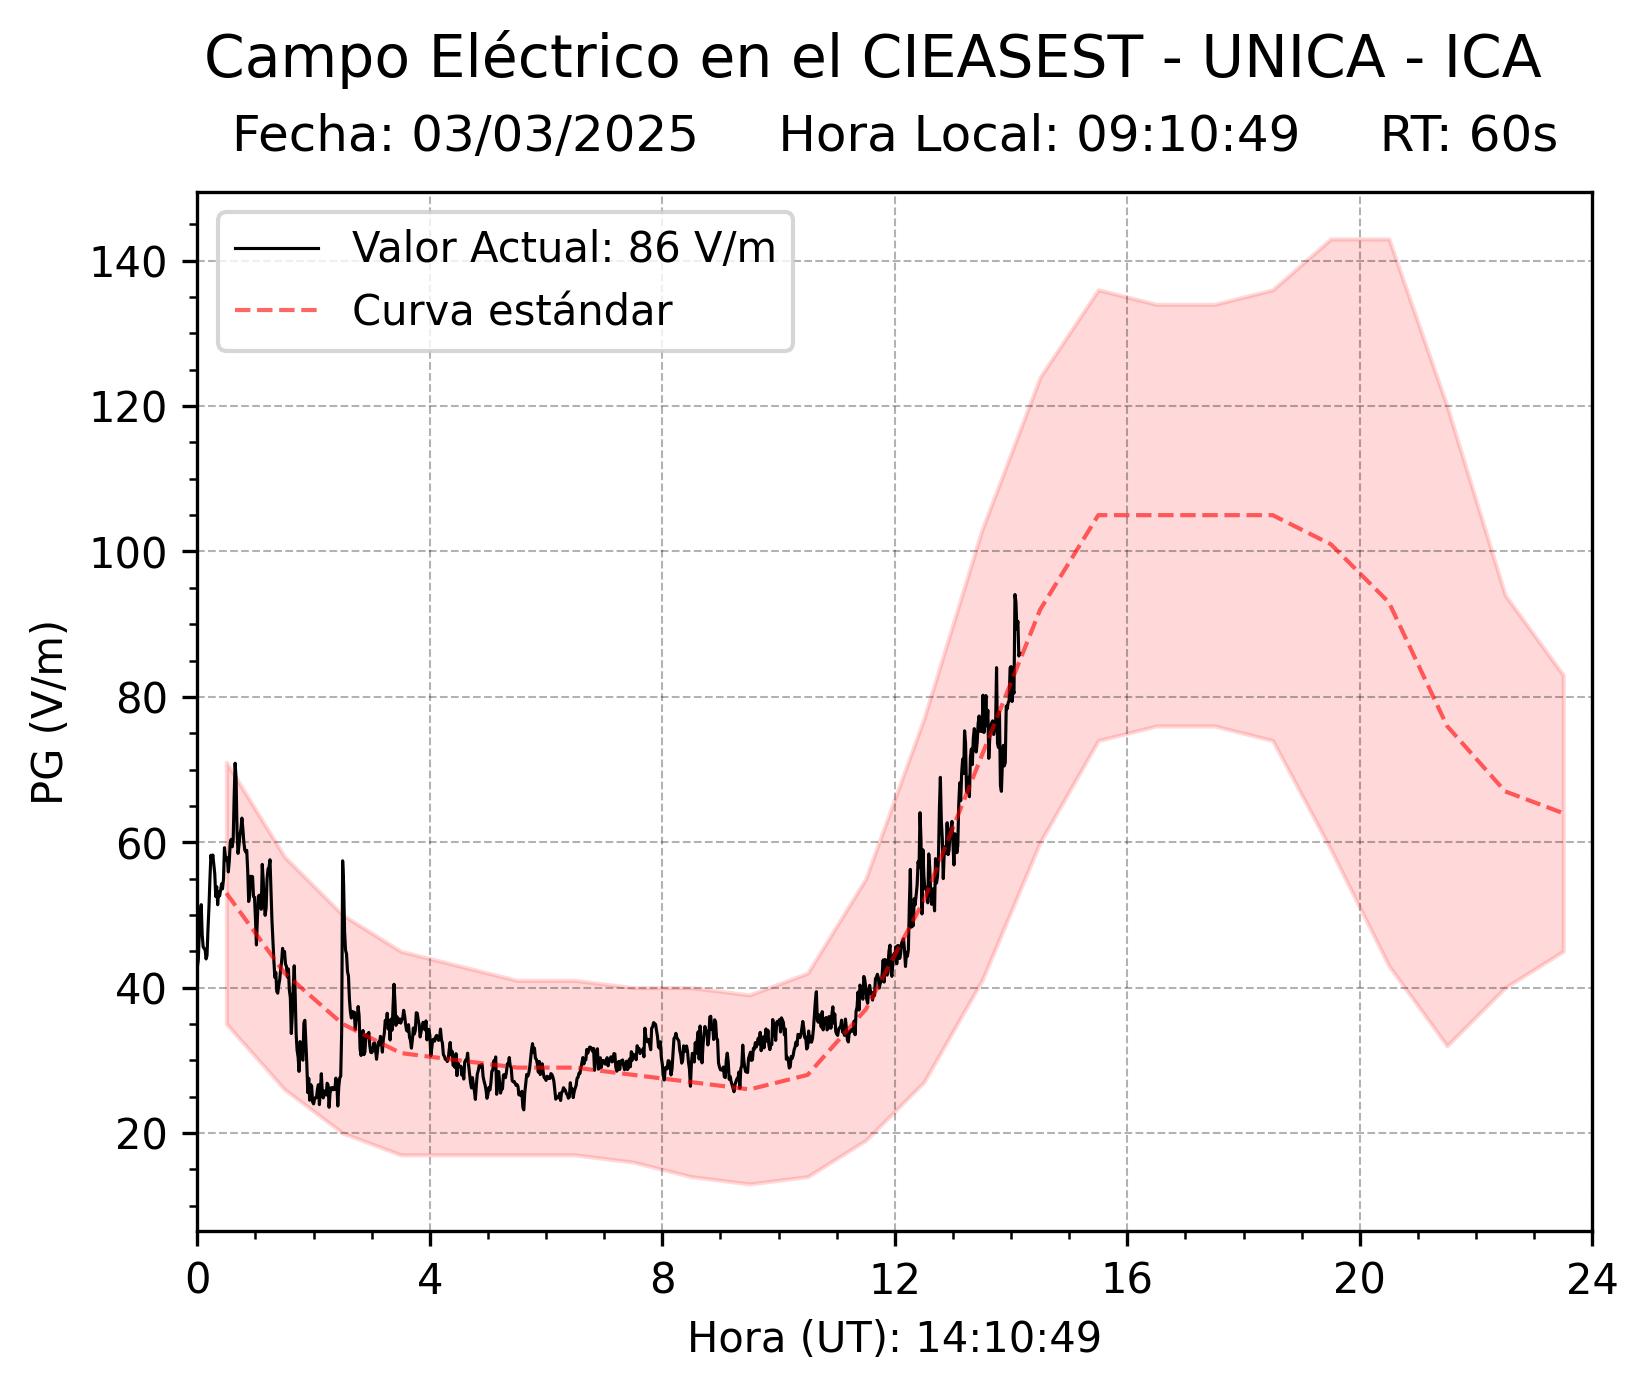 Campo Eléctrico en el CIEASEST - UNICA - ICA
Fecha: 03/03/2025 Hora Local: 09:10:49 RT: 60s
Valor Actual: 86 V/m
Curva estándar
140
120
100
80
60
40
20
PG (V/m)
0 4 8 12 16 20 24
Hora (UT): 14:10:49